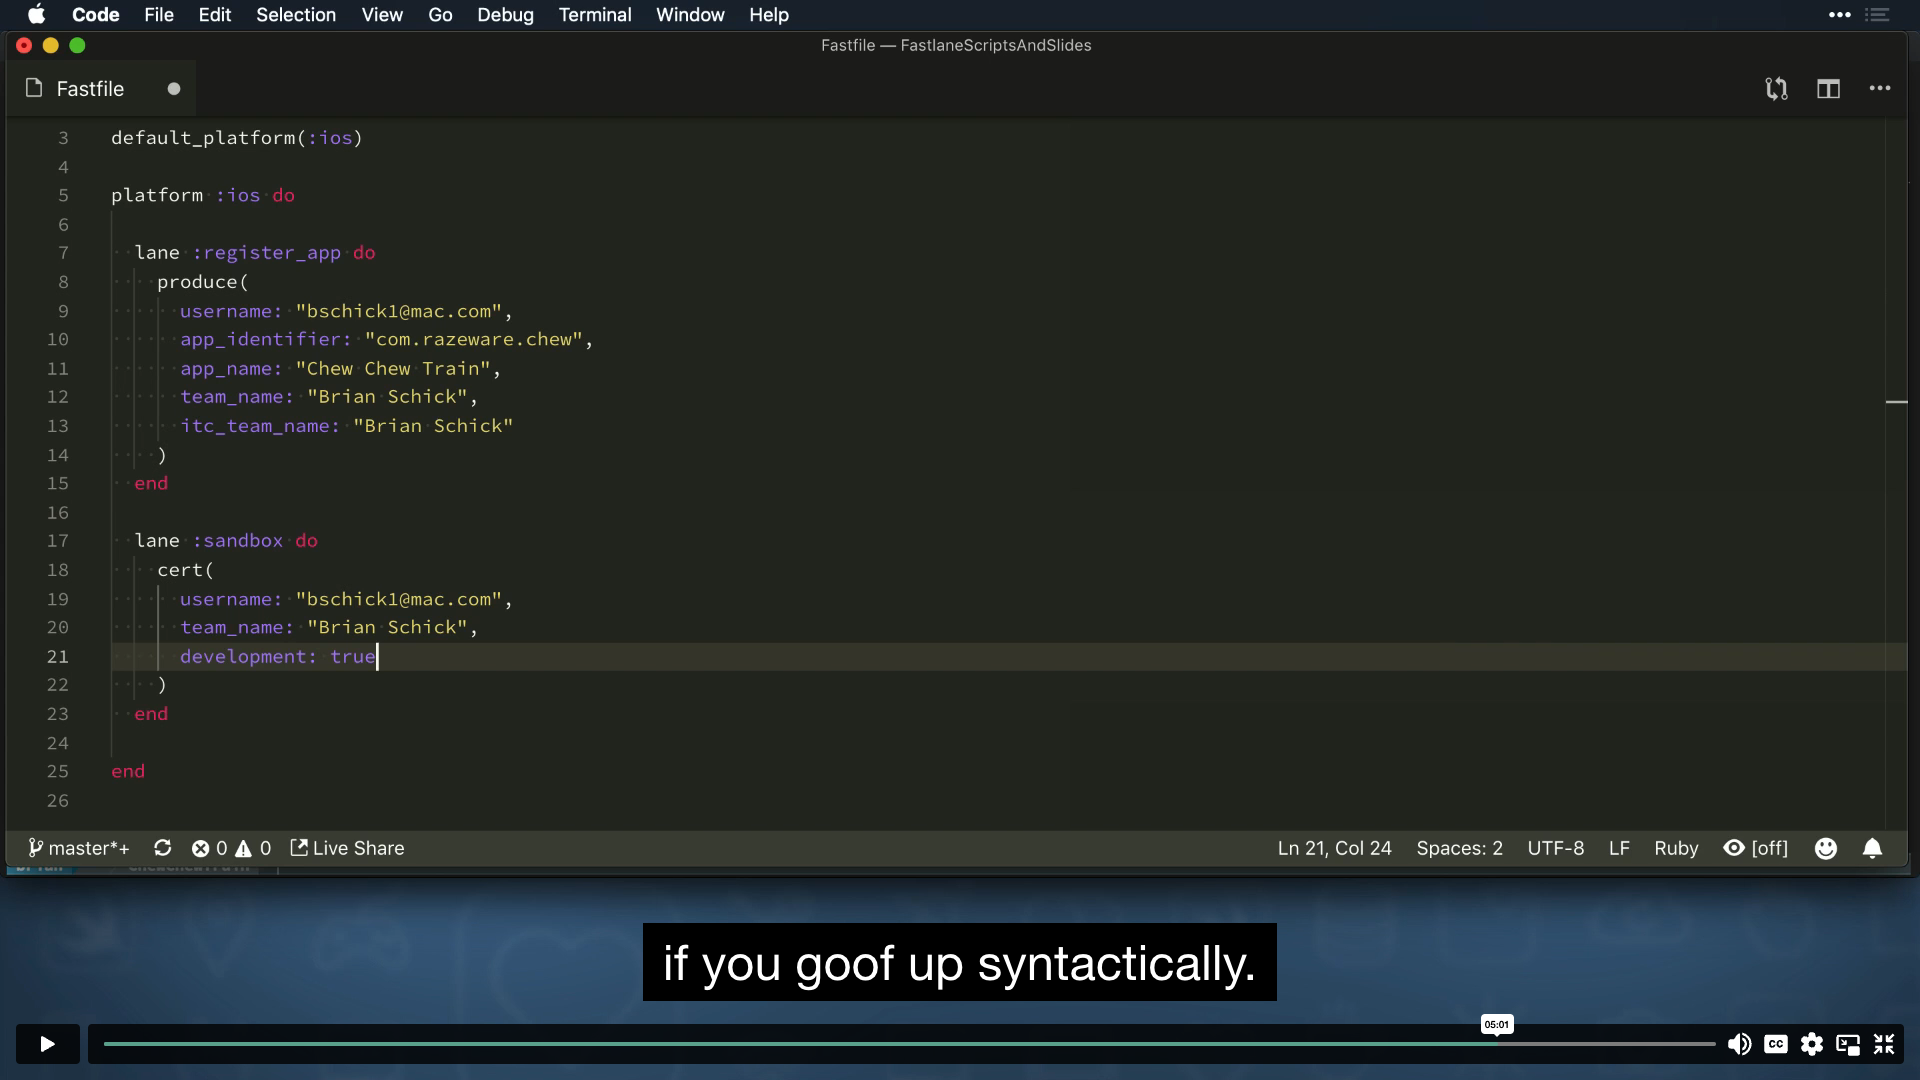 Code File Edit Selection View Go Debug Terminal Window Help
Fastfile — FastlaneScriptsAndSlides
Fastfile
3 default_platform(:ios)
4
5 platform :ios do
6
7 lane :register_app do
8 produce(
9 username: "bschick1@mac.com",
10 app_identifier: "com.razeware.chew",
11 app_name: "Chew Chew Train",
12 team_name: "Brian Schick",
13 itc_team_name: "Brian Schick"
14 )
15 end
16
17 lane :sandbox do
18 cert(
19 username: "bschick1@mac.com",
20 team_name: "Brian Schick",
21 development: true
22 )
23 end
24
25 end
26
master*+ 0 0 Live Share Ln 21, Col 24 Spaces: 2 UTF-8 LF Ruby [off]
if you goof up syntactically.
05:01
CC